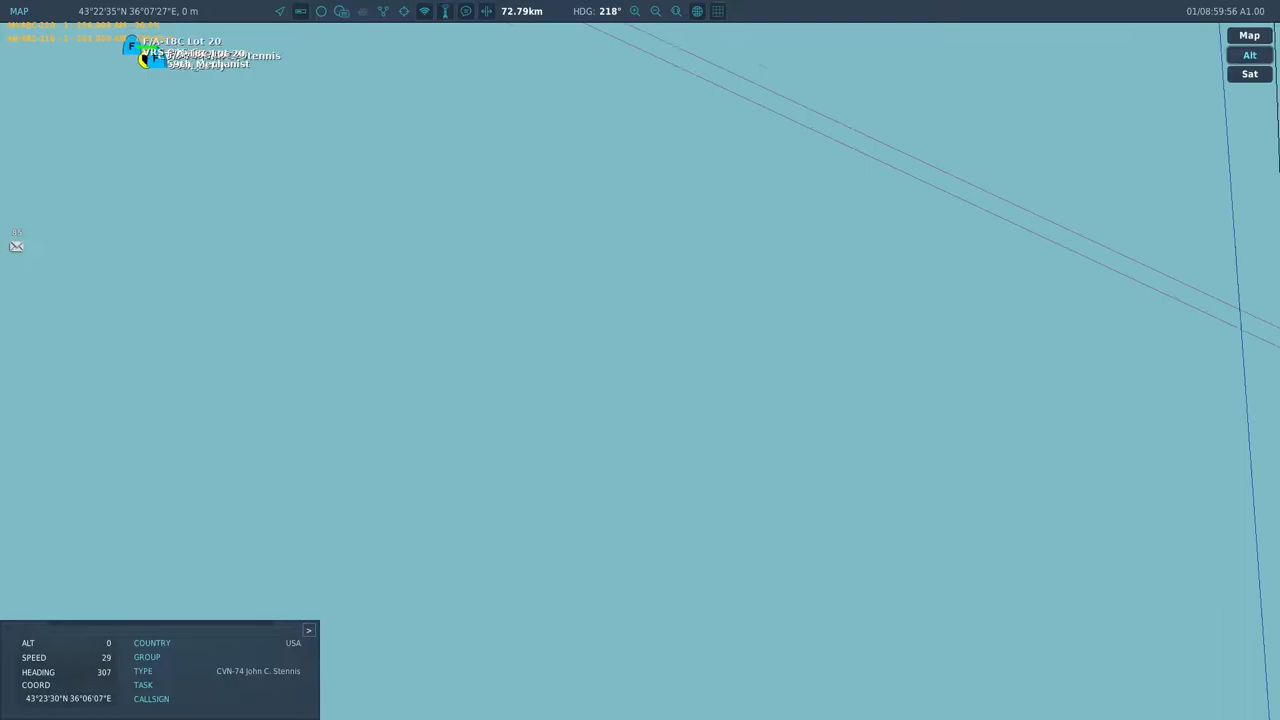 MAP
43°22'35"N 36°07'27"E, 0 m
72.79km
HDG: 218°
01/08:59:56 A1.00
Map
Alt
Sat
F/A-18C Lot 20
59th_Mechanist
85
>
ALT 0
SPEED 29
HEADING 307
COORD
43°23'30"N 36°06'07"E
COUNTRY USA
GROUP
TYPE CVN-74 John C. Stennis
TASK
CALLSIGN